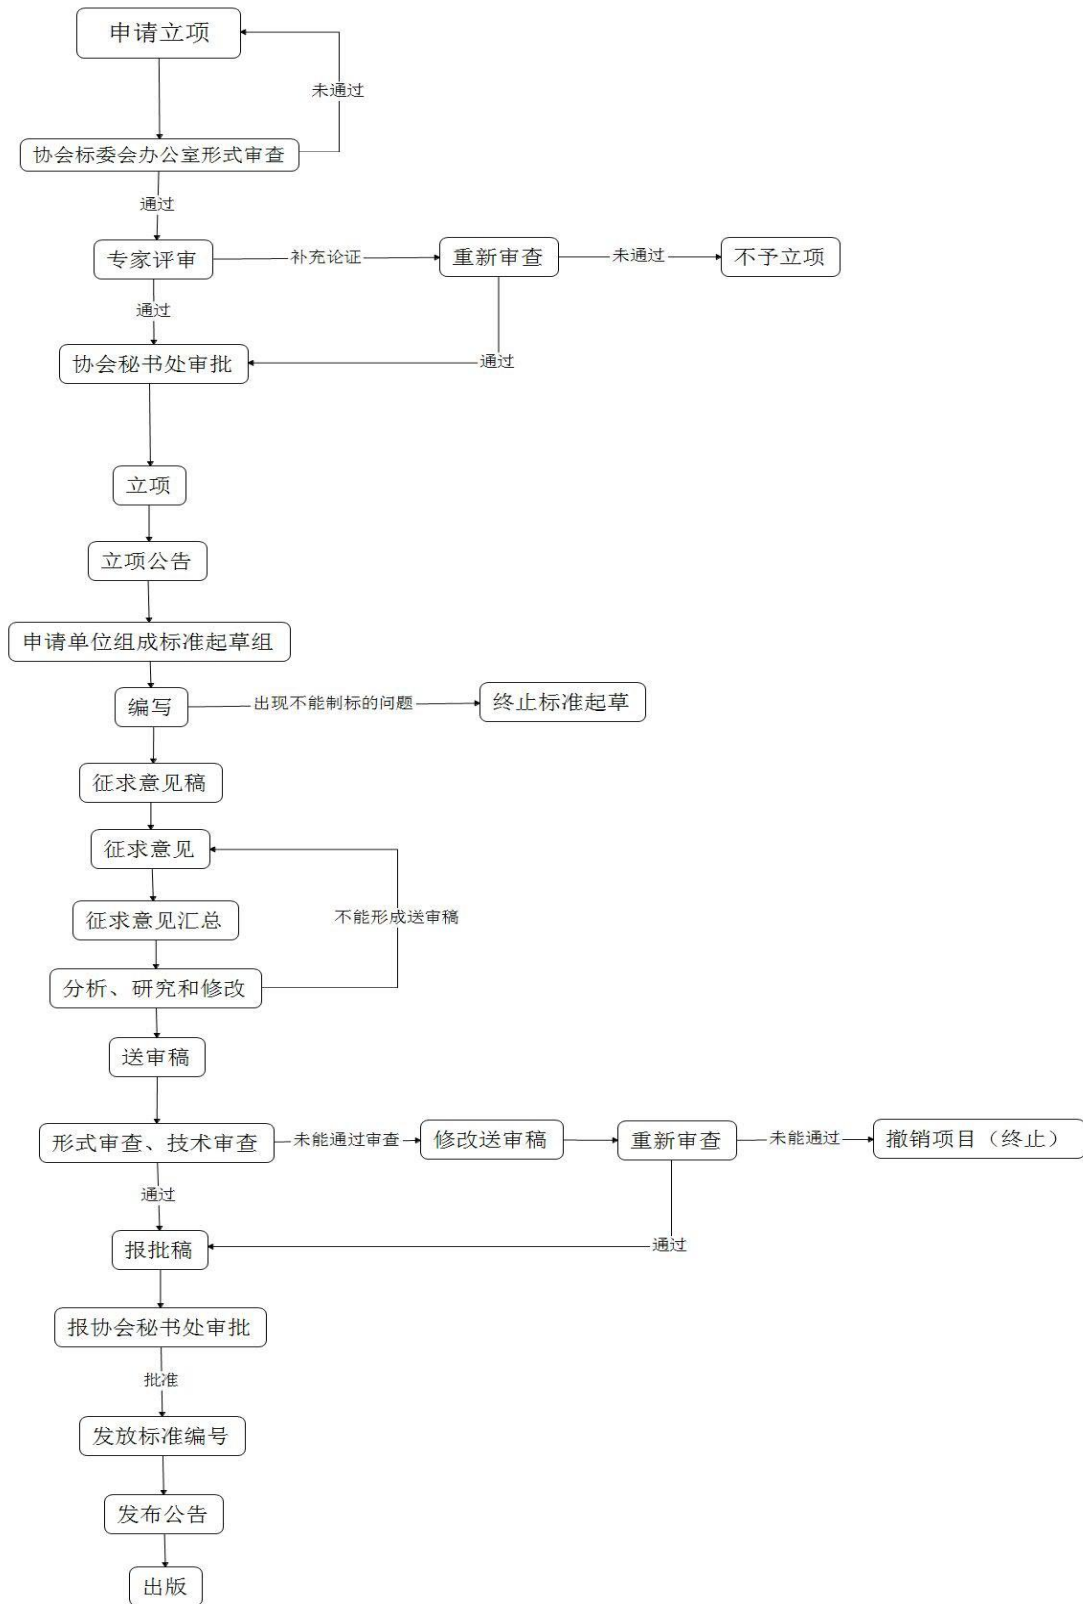 申请立项
未通过
协会标委会办公室形式审查
通过
专家评审
补充论证
重新审查
未通过
不予立项
通过
协会秘书处审批
通过
立项
立项公告
申请单位组成标准起草组
编写
出现不能制标的问题
终止标准起草
征求意见稿
征求意见
征求意见汇总
不能形成送审稿
分析、研究和修改
送审稿
形式审查、技术审查
未能通过审查
修改送审稿
重新审查
未能通过
撤销项目（终止）
通过
报批稿
通过
报协会秘书处审批
批准
发放标准编号
发布公告
出版